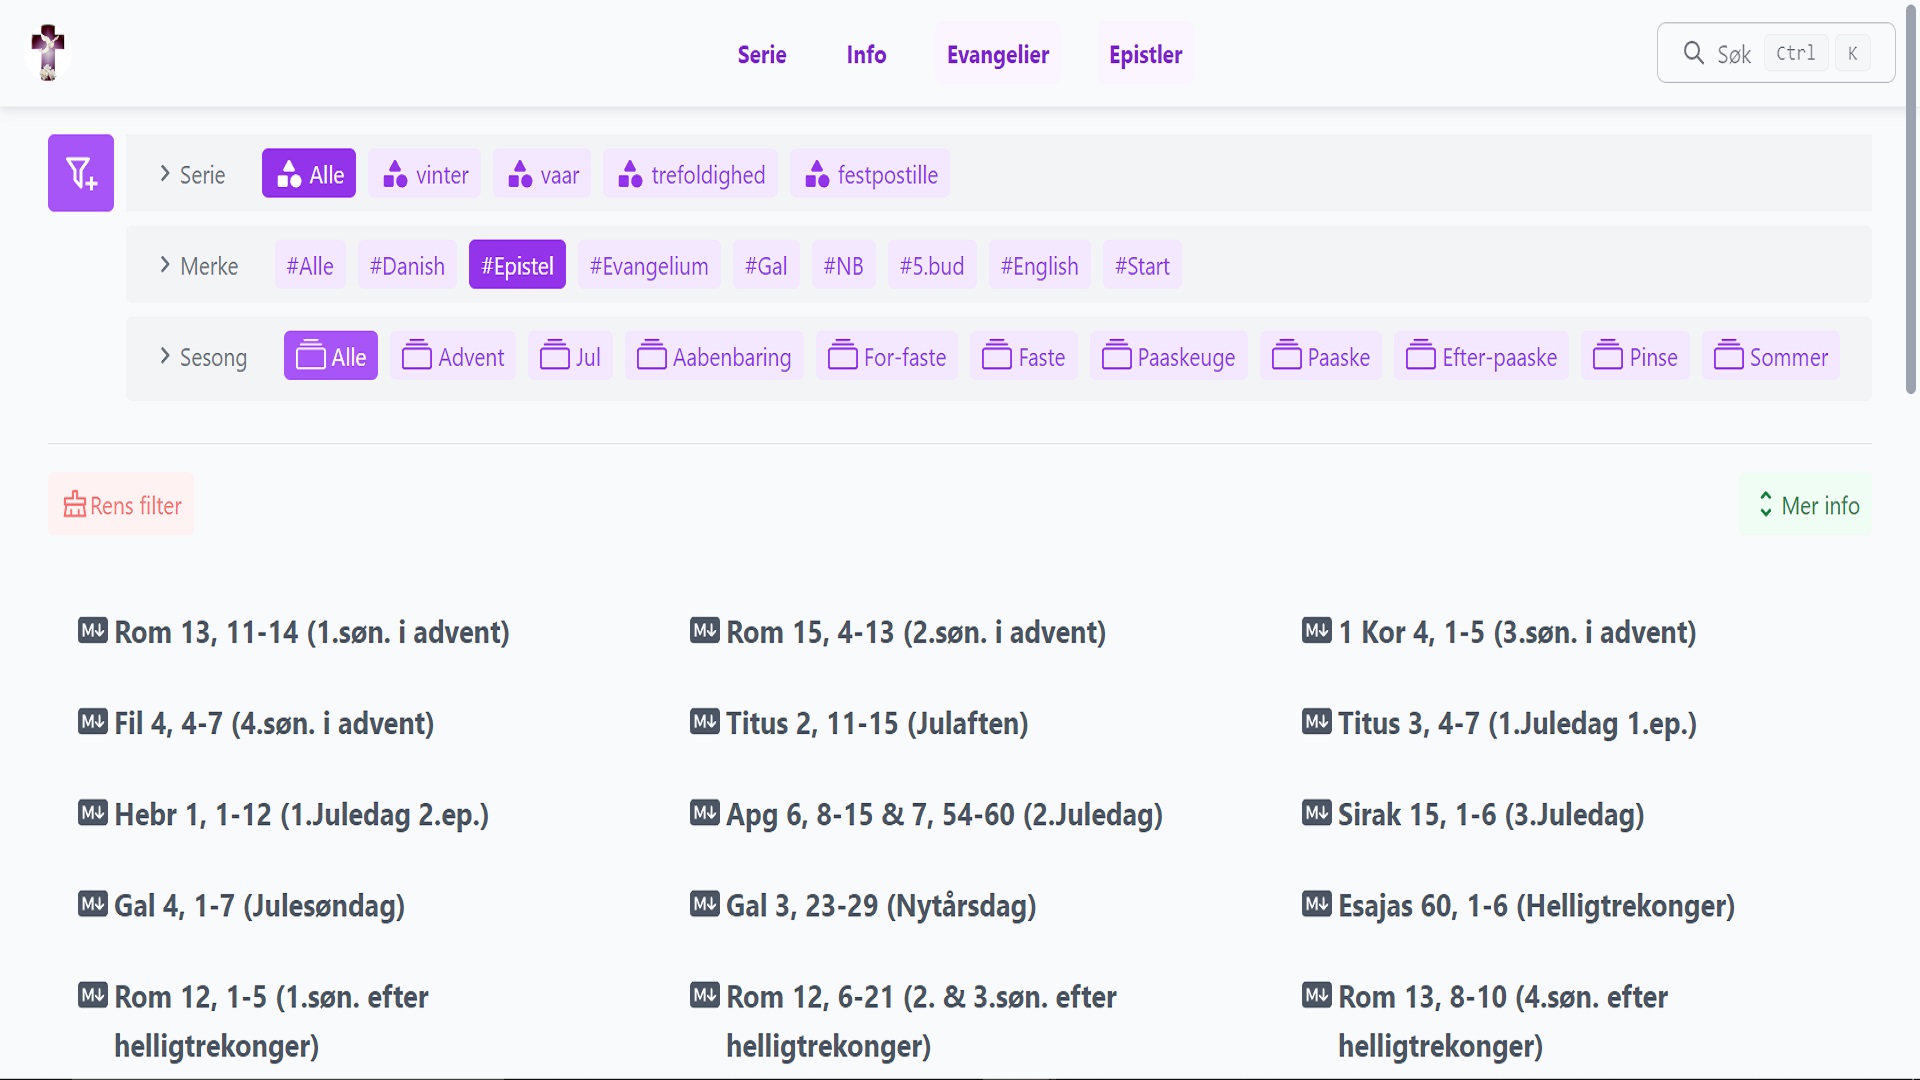 Serie Info Evangelier Epistler Søk Ctrl K
Serie Alle vinter vaar trefoldighed festpostille
Merke #Alle #Danish #Epistel #Evangelium #Gal #NB #5.bud #English #Start
Sesong Alle Advent Jul Aabenbaring For-faste Faste Paaskeuge Paaske Efter-paaske Pinse Sommer
Rens filter Mer info
M↓ Rom 13, 11-14 (1.søn. i advent)
M↓ Rom 15, 4-13 (2.søn. i advent)
M↓ 1 Kor 4, 1-5 (3.søn. i advent)
M↓ Fil 4, 4-7 (4.søn. i advent)
M↓ Titus 2, 11-15 (Julaften)
M↓ Titus 3, 4-7 (1.Juledag 1.ep.)
M↓ Hebr 1, 1-12 (1.Juledag 2.ep.)
M↓ Apg 6, 8-15 & 7, 54-60 (2.Juledag)
M↓ Sirak 15, 1-6 (3.Juledag)
M↓ Gal 4, 1-7 (Julesøndag)
M↓ Gal 3, 23-29 (Nytårsdag)
M↓ Esajas 60, 1-6 (Helligtrekonger)
M↓ Rom 12, 1-5 (1.søn. efter
helligtrekonger)
M↓ Rom 12, 6-21 (2. & 3.søn. efter
helligtrekonger)
M↓ Rom 13, 8-10 (4.søn. efter
helligtrekonger)